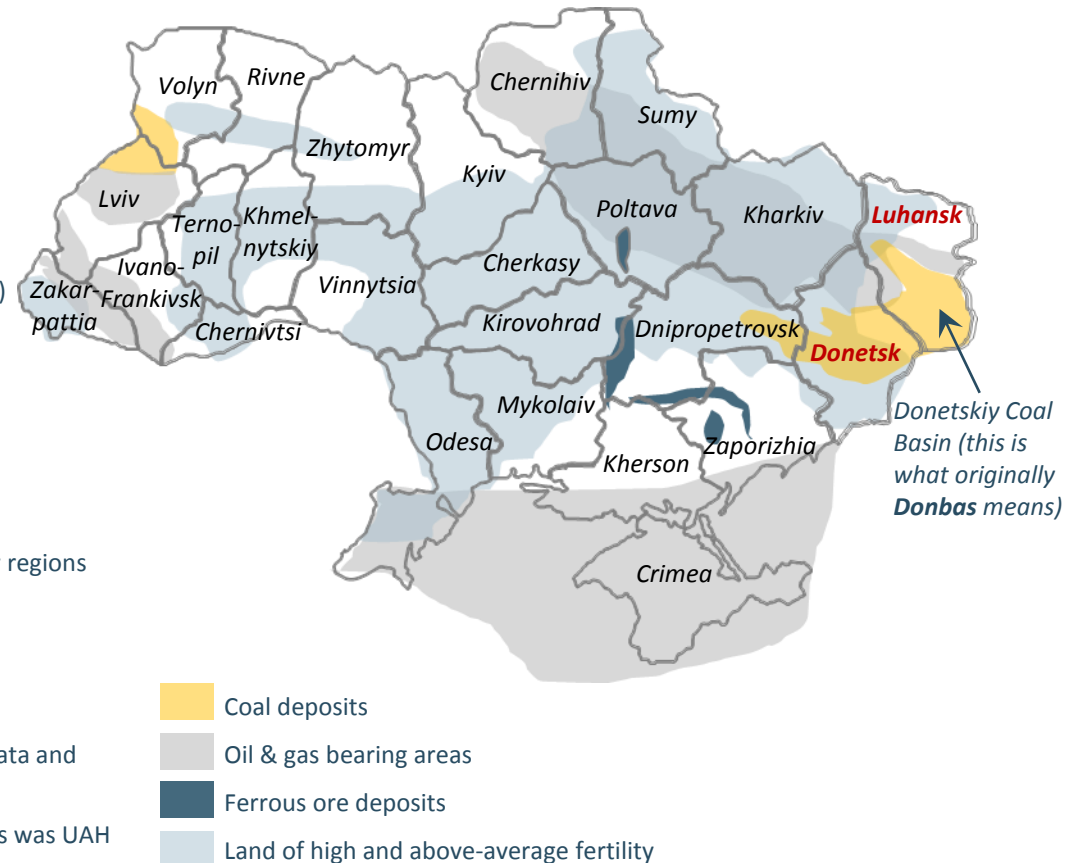 Volyn
Rivne
Chernihiv
Sumy
Zhytomyr
Kyiv
Lviv
Terno-
pil
Khmel-
nytskiy
Poltava
Kharkiv
Luhansk
Ivano-
Frankivsk
Vinnytsia
Cherkasy
)
Zakar-
pattia
Chernivtsi
Kirovohrad
Dnipropetrovsk
Donetsk
Mykolaiv
Odesa
Kherson
Zaporizhia
Donetskiy Coal
Basin (this is
what originally
Donbas means)
regions
Crimea
Coal deposits
ata and
Oil & gas bearing areas
Ferrous ore deposits
s was UAH
Land of high and above-average fertility